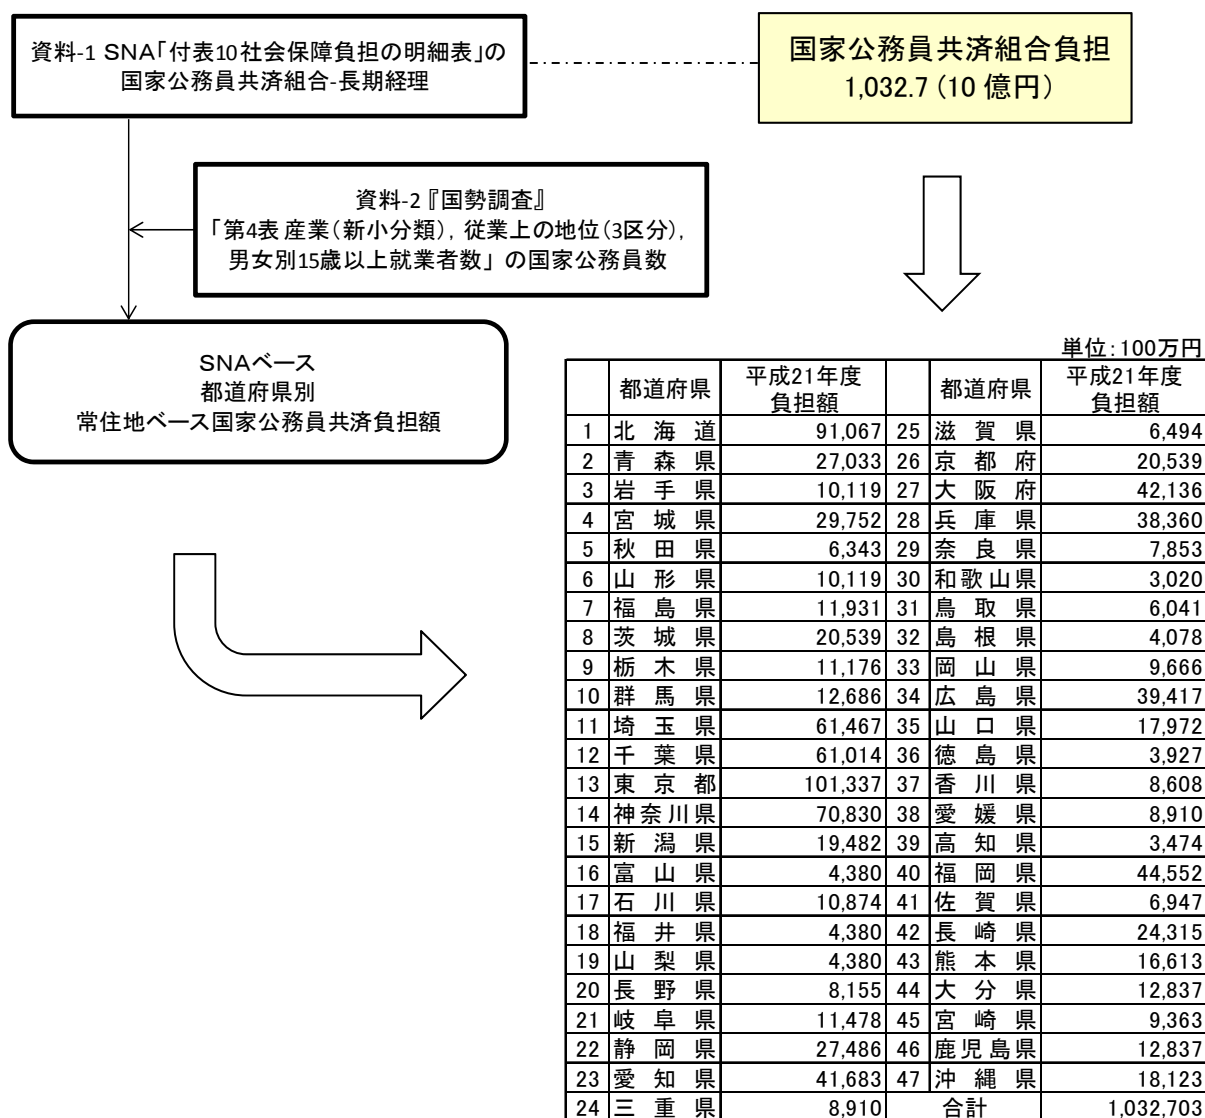 資料-1 SNA「付表10社会保障負担の明細表」の
国家公務員共済組合-長期経理
国家公務員共済組合負担
1,032.7（10 億円）
資料-2『国勢調査』
「第4表 産業（新小分類），従業上の地位（3区分），
男女別15歳以上就業者数」の国家公務員数
SNAベース
都道府県別
常住地ベース国家公務員共済負担額
単位：100万円
都道府県 平成21年度 負担額 都道府県 平成21年度 負担額
1 北海道 91,067 25 滋賀県 6,494
2 青森県 27,033 26 京都府 20,539
3 岩手県 10,119 27 大阪府 42,136
4 宮城県 29,752 28 兵庫県 38,360
5 秋田県 6,343 29 奈良県 7,853
6 山形県 10,119 30 和歌山県 3,020
7 福島県 11,931 31 鳥取県 6,041
8 茨城県 20,539 32 島根県 4,078
9 栃木県 11,176 33 岡山県 9,666
10 群馬県 12,686 34 広島県 39,417
11 埼玉県 61,467 35 山口県 17,972
12 千葉県 61,014 36 徳島県 3,927
13 東京都 101,337 37 香川県 8,608
14 神奈川県 70,830 38 愛媛県 8,910
15 新潟県 19,482 39 高知県 3,474
16 富山県 4,380 40 福岡県 44,552
17 石川県 10,874 41 佐賀県 6,947
18 福井県 4,380 42 長崎県 24,315
19 山梨県 4,380 43 熊本県 16,613
20 長野県 8,155 44 大分県 12,837
21 岐阜県 11,478 45 宮崎県 9,363
22 静岡県 27,486 46 鹿児島県 12,837
23 愛知県 41,683 47 沖縄県 18,123
24 三重県 8,910 合計 1,032,703